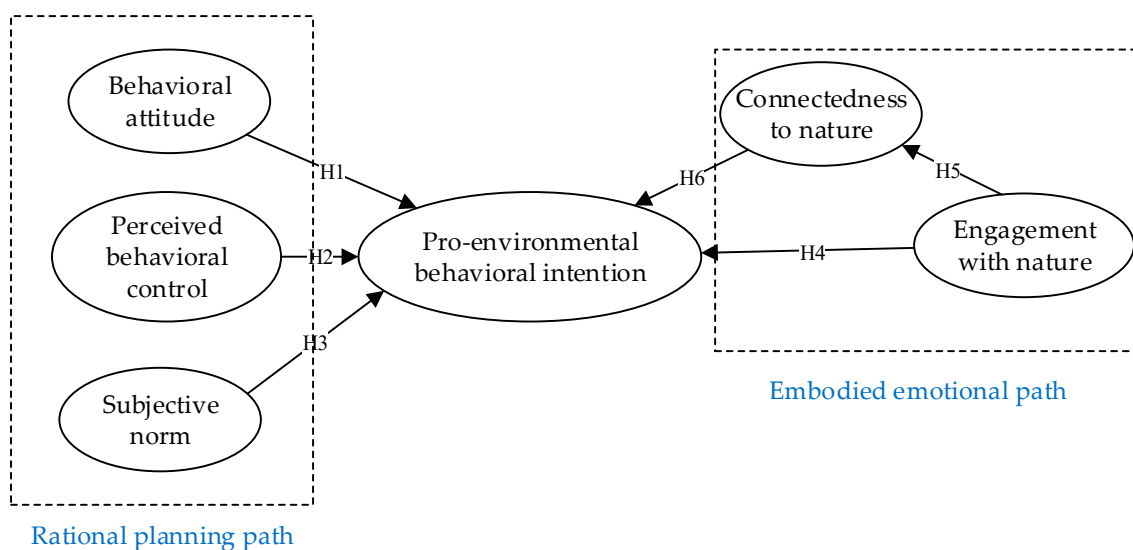 Behavioral
attitude
H1
Perceived
behavioral
control
H2
Subjective
norm
H3
Rational planning path
Pro-environmental
behavioral intention
Connectedness
to nature
H6
H5
H4
Engagement
with nature
Embodied emotional path